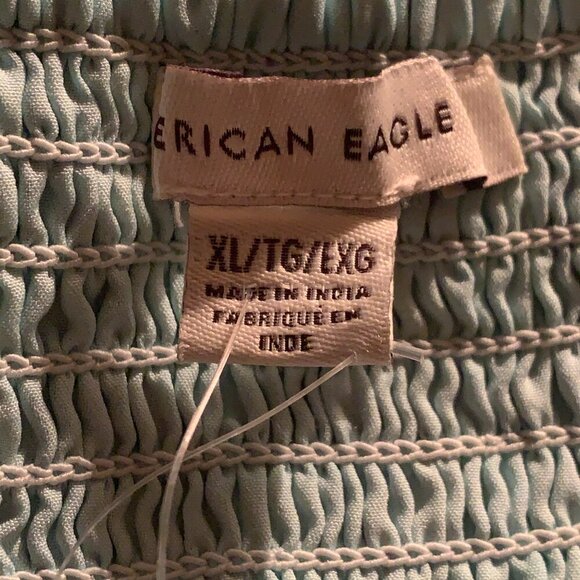 ERICAN EAGLE
XL/TG/EXG
MADE IN INDIA
FABRIQUE EN
INDE